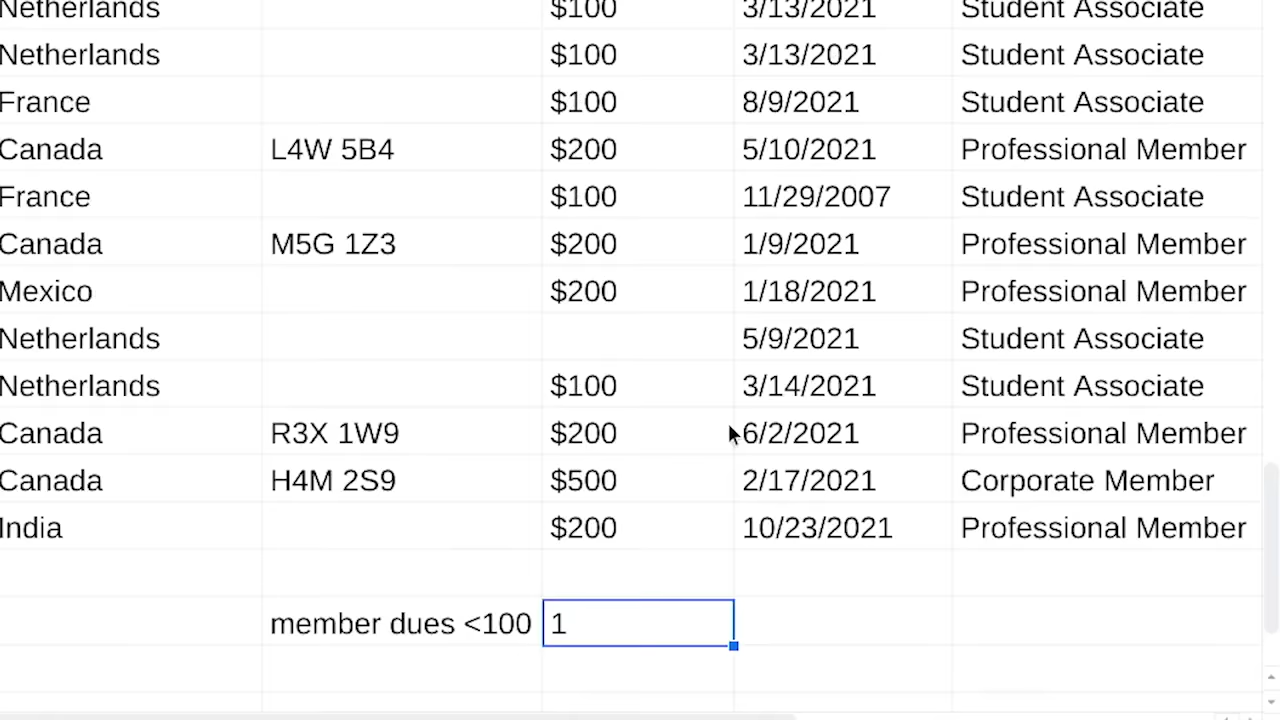 Netherlands $100 3/13/2021 Student Associate
Netherlands $100 3/13/2021 Student Associate
France $100 8/9/2021 Student Associate
Canada L4W 5B4 $200 5/10/2021 Professional Member
France $100 11/29/2007 Student Associate
Canada M5G 1Z3 $200 1/9/2021 Professional Member
Mexico $200 1/18/2021 Professional Member
Netherlands 5/9/2021 Student Associate
Netherlands $100 3/14/2021 Student Associate
Canada R3X 1W9 $200 6/2/2021 Professional Member
Canada H4M 2S9 $500 2/17/2021 Corporate Member
India $200 10/23/2021 Professional Member
member dues <100 1